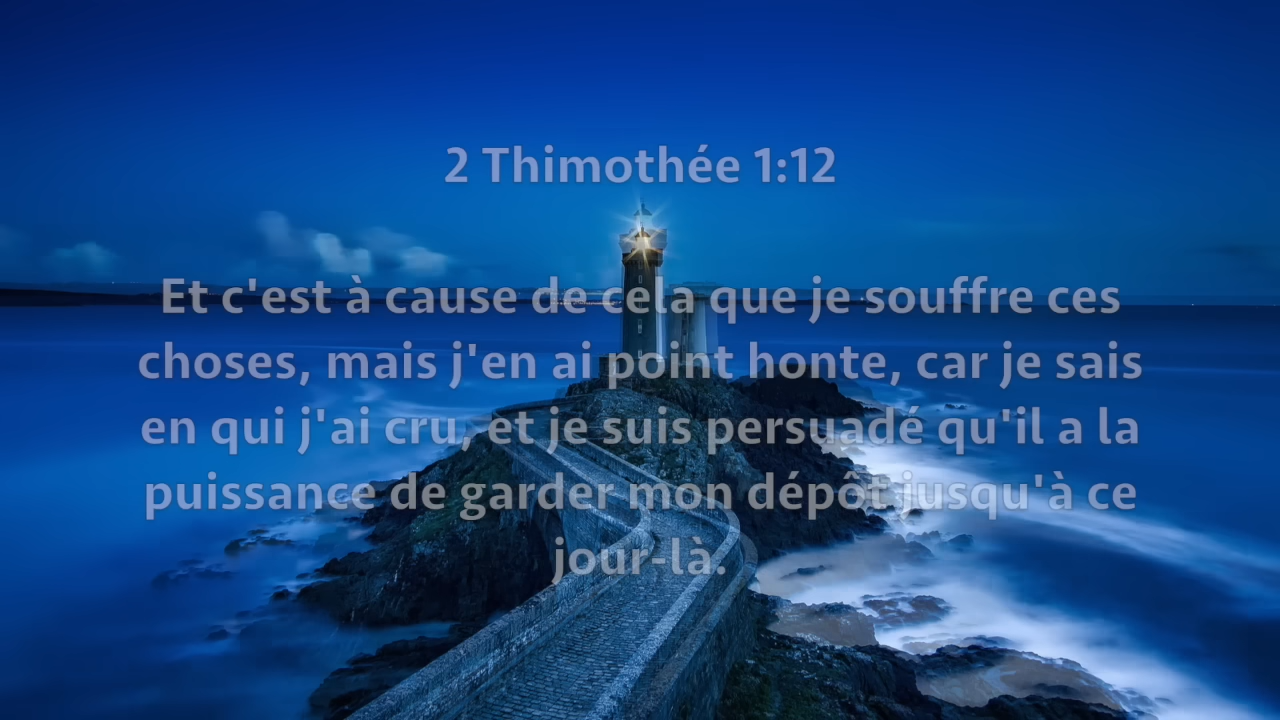 2 Thimothée 1:12
Et c'est à cause de cela que je souffre ces
choses, mais j'en ai point honte, car je sais
en qui j'ai cru, et je suis persuadé qu'il a la
puissance de garder mon dépôt jusqu'à ce
jour-là.